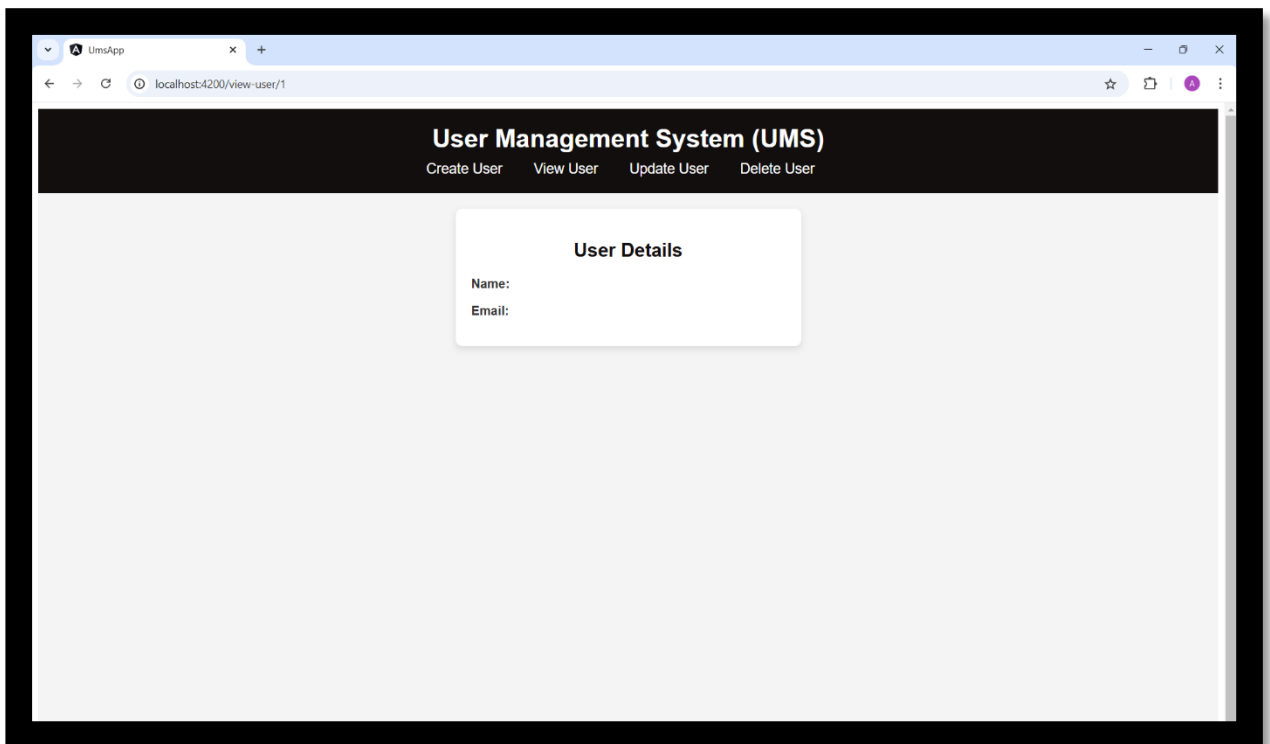 UmsApp
localhost:4200/view-user/1
A
User Management System (UMS)
Create User View User Update User Delete User
User Details
Name:
Email: